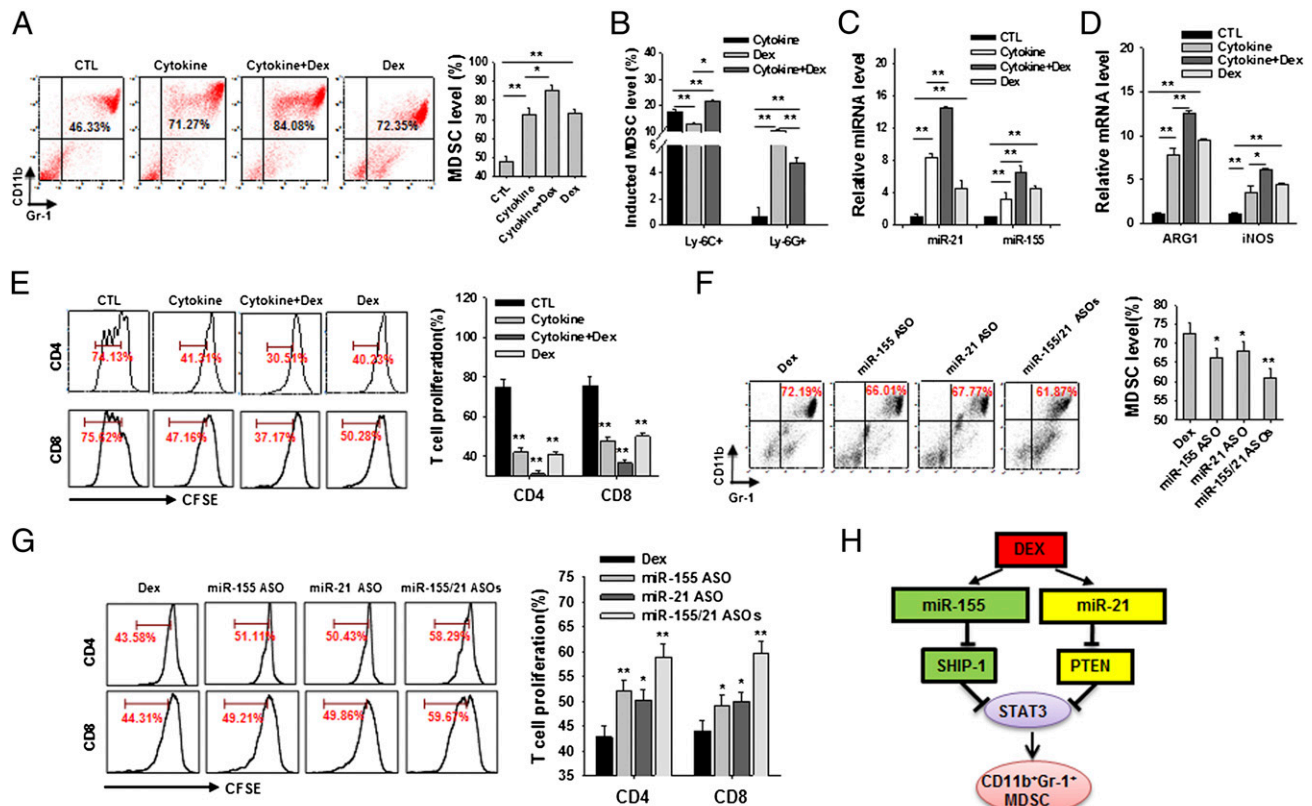 A
CTL
Cytokine
Cytokine+Dex
Dex
46.33%
71.27%
84.08%
72.35%
CD11b
Gr-1
MDSC level (%)
100
90
80
70
60
50
40
**
*
**
CTL
Cytokine
Cytokine+Dex
Dex
B
Cytokine
Dex
Cytokine+Dex
Inducted MDSC level (%)
50
40
30
20
10
6
4
2
0
*
**
**
**
** **
Ly-6C+
Ly-6G+
C
CTL
Cytokine
Cytokine+Dex
Dex
Relative miRNA level
20
16
12
8
4
0
**
**
**
**
**
**
miR-21
miR-155
D
CTL
Cytokine
Cytokine+Dex
Dex
Relative mRNA level
20
15
10
5
0
**
**
**
**
**
*
ARG1
iNOS
E
CTL
Cytokine
Cytokine+Dex
Dex
CD4
74.13%
41.31%
30.51%
40.23%
CD8
75.62%
47.16%
37.17%
50.28%
CFSE
T cell proliferation(%)
120
100
80
60
40
CTL
Cytokine
Cytokine+Dex
Dex
**
**
**
**
**
**
CD4
CD8
F
Dex
miR-155 ASO
miR-21 ASO
miR-155/21 ASOs
72.19%
66.01%
67.77%
61.87%
CD11b
Gr-1
MDSC level(%)
80
75
70
65
60
55
50
*
*
**
Dex
miR-155 ASO
miR-21 ASO
miR-155/21 ASOs
G
Dex
miR-155 ASO
miR-21 ASO
miR-155/21 ASOs
CD4
43.58%
51.11%
50.43%
58.29%
CD8
44.31%
49.21%
49.86%
59.67%
CFSE
T cell proliferation(%)
75
70
65
60
55
50
45
40
35
Dex
miR-155 ASO
miR-21 ASO
miR-155/21 ASOs
**
*
**
*
*
**
CD4
CD8
H
DEX
miR-155
miR-21
SHIP-1
PTEN
STAT3
CD11b⁺Gr-1⁺
MDSC